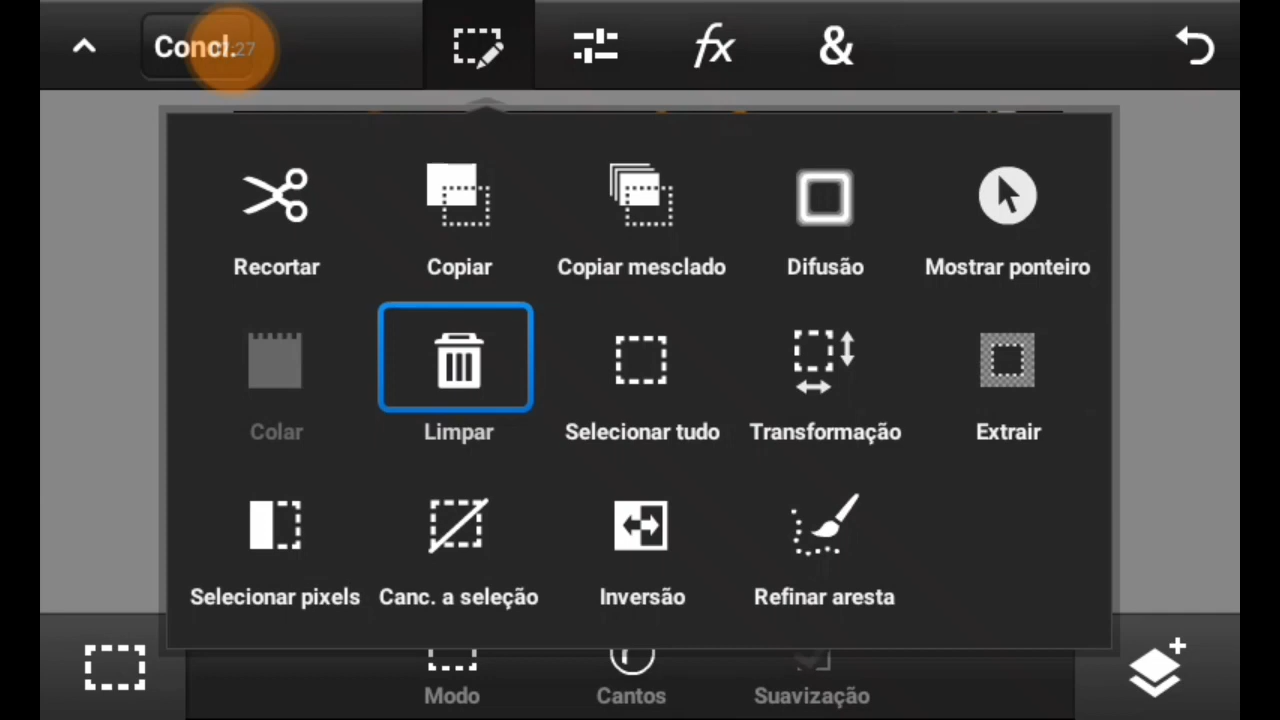 Concl.
fx
&
Recortar
Copiar
Copiar mesclado
Difusão
Mostrar ponteiro
Colar
Limpar
Selecionar tudo
Transformação
Extrair
Selecionar pixels
Canc. a seleção
Inversão
Refinar aresta
Modo
Cantos
Suavização